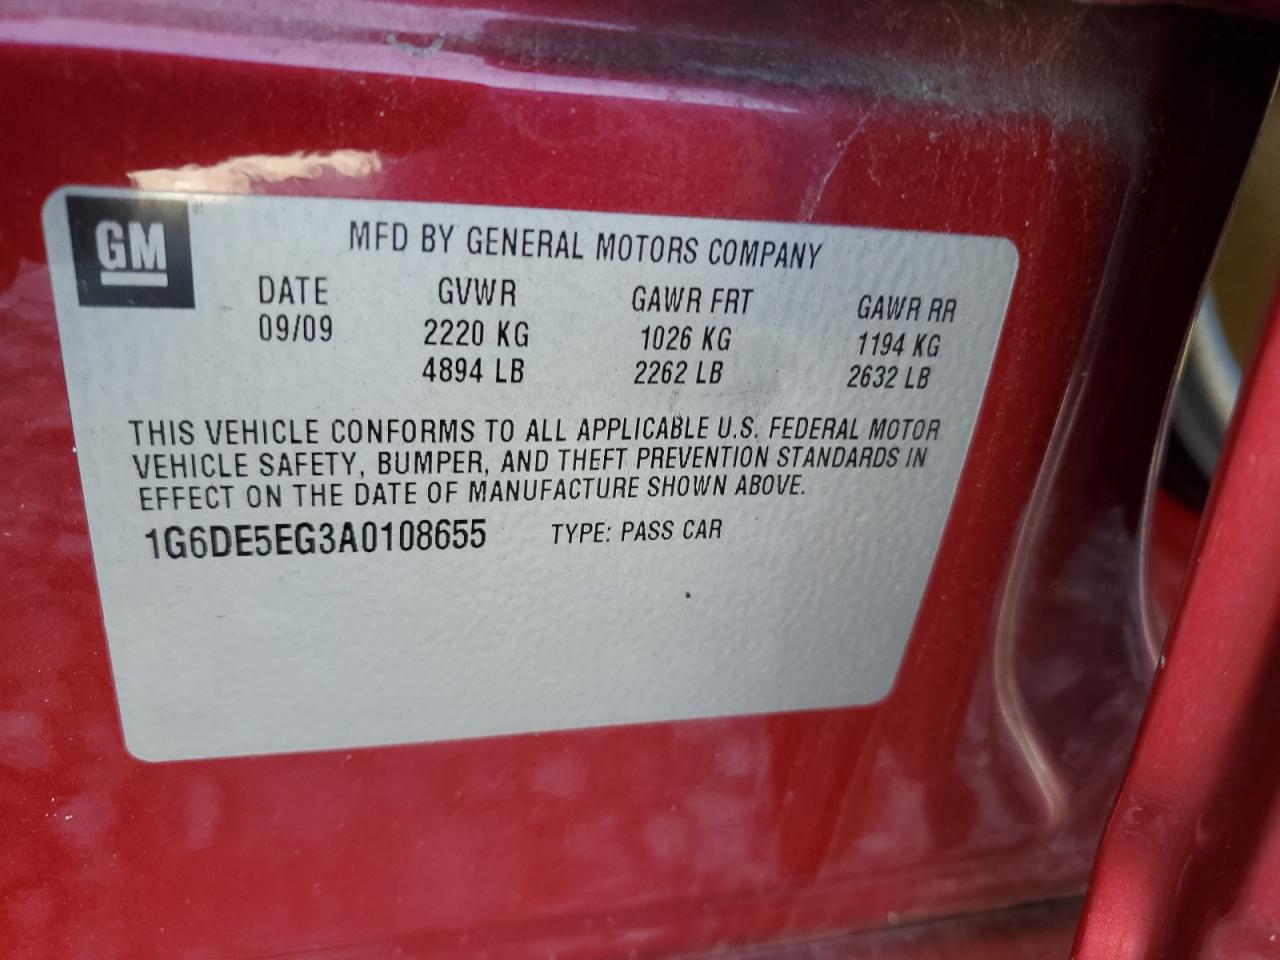 GM
MFD BY GENERAL MOTORS COMPANY
DATE GVWR GAWR FRT GAWR RR
09/09 2220 KG 1026 KG 1194 KG
4894 LB 2262 LB 2632 LB
THIS VEHICLE CONFORMS TO ALL APPLICABLE U.S. FEDERAL MOTOR
VEHICLE SAFETY, BUMPER, AND THEFT PREVENTION STANDARDS IN
EFFECT ON THE DATE OF MANUFACTURE SHOWN ABOVE.
1G6DE5EG3A0108655 TYPE: PASS CAR